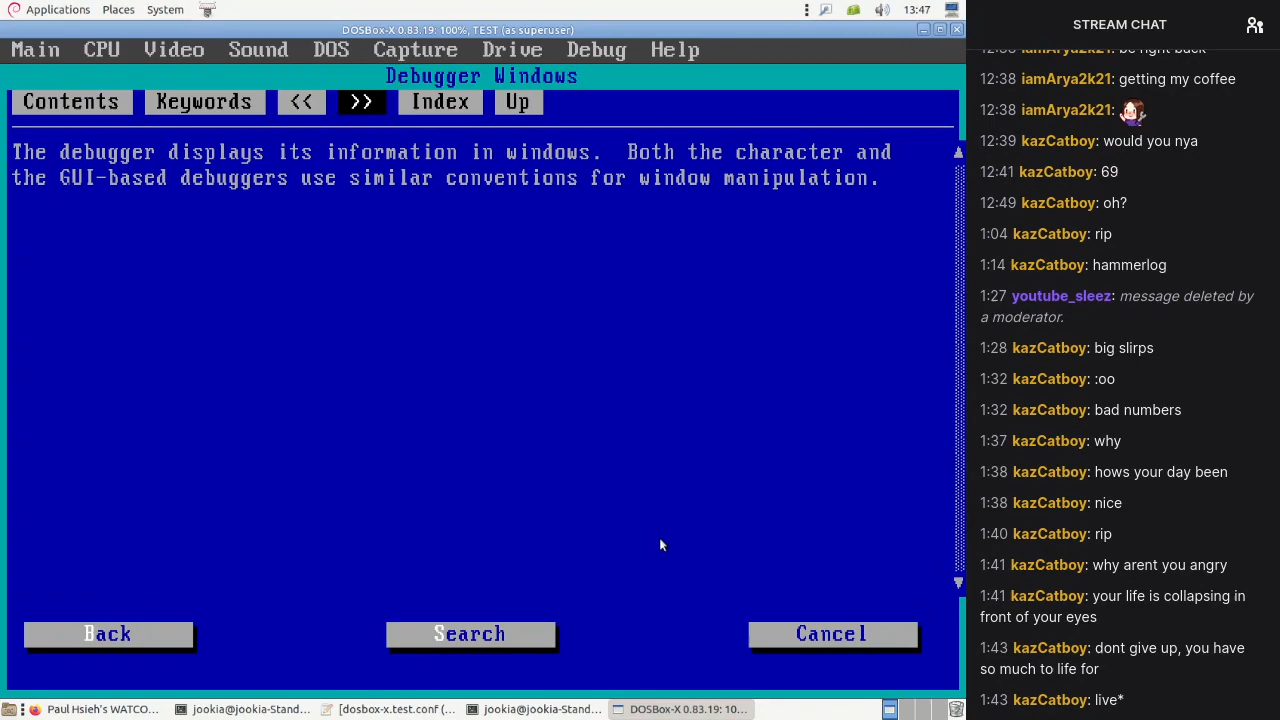 Applications Places System 13:47
DOSBox-X 0.83.19: 100%, TEST (as superuser)
Main CPU Video Sound DOS Capture Drive Debug Help
Debugger Windows
Contents Keywords << >> Index Up
The debugger displays its information in windows. Both the character and
the GUI-based debuggers use similar conventions for window manipulation.
Back Search Cancel
Paul Hsieh's WATCO... jookia@jookia-Stand... [dosbox-x.test.conf (... jookia@jookia-Stand... DOSBox-X 0.83.19: 10...
STREAM CHAT
12:38 iamArya2k21: be right back
12:38 iamArya2k21: getting my coffee
12:38 iamArya2k21:
12:39 kazCatboy: would you nya
12:41 kazCatboy: 69
12:49 kazCatboy: oh?
1:04 kazCatboy: rip
1:14 kazCatboy: hammerlog
1:27 youtube_sleez: message deleted by
a moderator.
1:28 kazCatboy: big slirps
1:32 kazCatboy: :oo
1:32 kazCatboy: bad numbers
1:37 kazCatboy: why
1:38 kazCatboy: hows your day been
1:38 kazCatboy: nice
1:40 kazCatboy: rip
1:41 kazCatboy: why arent you angry
1:41 kazCatboy: your life is collapsing in
front of your eyes
1:43 kazCatboy: dont give up, you have
so much to life for
1:43 kazCatboy: live*